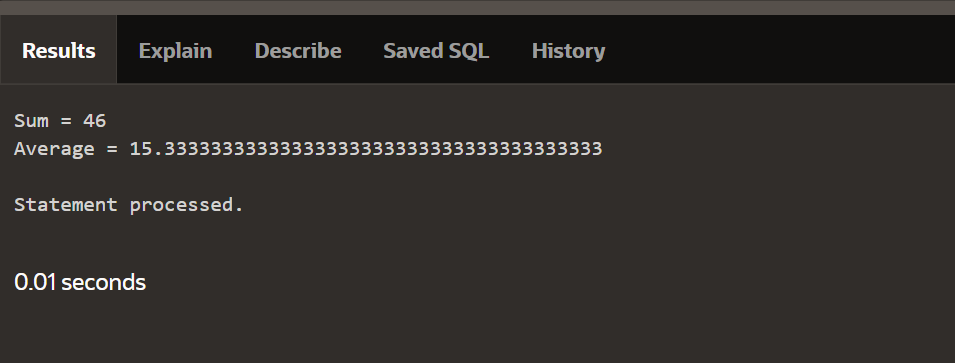 Results Explain Describe Saved SQL History
Sum = 46
Average = 15.33333333333333333333333333333333333333
Statement processed.
0.01 seconds